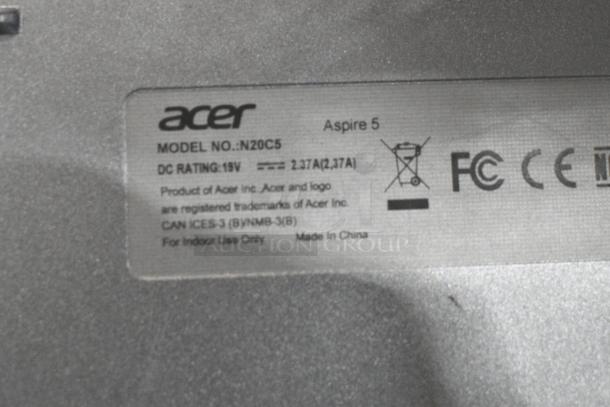 acer
Aspire 5
MODEL NO.:N20C5
DC RATING:19V ⎓ 2.37A(2,37A)
Product of Acer Inc. Acer and logo
are registered trademarks of Acer Inc.
CAN ICES-3 (B)/NMB-3(B)
For Indoor Use Only Made in China
FC CE
AUCTION GROUP